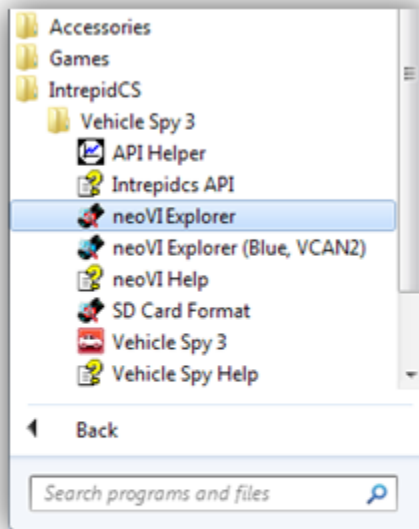 Accessories
Games
IntrepidCS
Vehicle Spy 3
API Helper
Intrepidcs API
neoVI Explorer
neoVI Explorer (Blue, VCAN2)
neoVI Help
SD Card Format
Vehicle Spy 3
Vehicle Spy Help
Back
Search programs and files